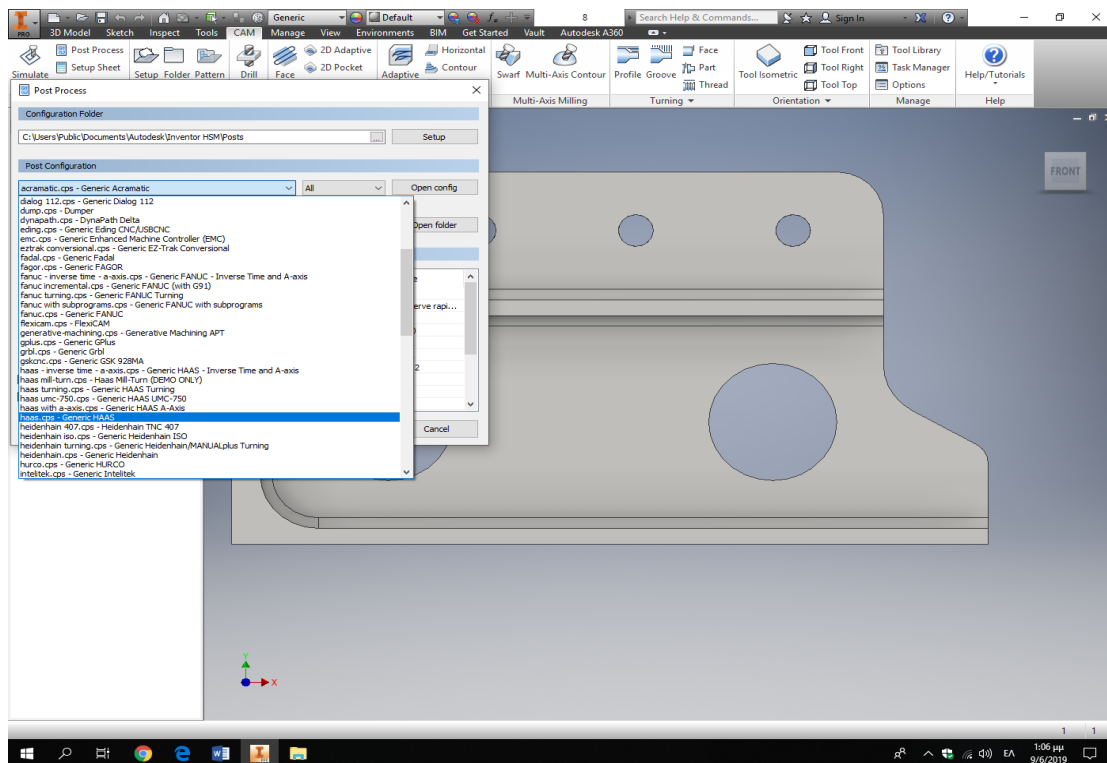 Generic Default 8 Search Help & Commands... Sign In
PRO 3D Model Sketch Inspect Tools CAM Manage View Environments BIM Get Started Vault Autodesk A360
Post Process 2D Adaptive Horizontal Face Tool Front Tool Library
Setup Sheet 2D Pocket Contour Part Tool Right Task Manager
Simulate Setup Folder Pattern Drill Face Adaptive Swarf Multi-Axis Contour Profile Groove Thread Tool Isometric Tool Top Options Help/Tutorials
Multi-Axis Milling Turning Orientation Manage Help
Post Process
Configuration Folder
C:\Users\Public\Documents\Autodesk\Inventor HSM\Posts ... Setup
Post Configuration
acramatic.cps - Generic Acramatic All Open config
dialog 112.cps - Generic Dialog 112
dump.cps - Dumper
dynapath.cps - DynaPath Delta
Open folder
eding.cps - Generic Eding CNC/USBCNC
emc.cps - Generic Enhanced Machine Controller (EMC)
eztrak conversional.cps - Generic EZ-Trak Conversional
fadal.cps - Generic Fadal
fagor.cps - Generic FAGOR
fanuc - inverse time - a-axis.cps - Generic FANUC - Inverse Time and A-axis
fanuc incremental.cps - Generic FANUC (with G91)
fanuc turning.cps - Generic FANUC Turning
fanuc with subprograms.cps - Generic FANUC with subprograms
erve rapi...
fanuc.cps - Generic FANUC
flexicam.cps - FlexiCAM
generative-machining.cps - Generative Machining APT
gplus.cps - Generic GPlus
grbl.cps - Generic Grbl
gskcnc.cps - Generic GSK 928MA
haas - inverse time - a-axis.cps - Generic HAAS - Inverse Time and A-axis
2
haas mill-turn.cps - Haas Mill-Turn (DEMO ONLY)
haas turning.cps - Generic HAAS Turning
haas umc-750.cps - Generic HAAS UMC-750
haas with a-axis.cps - Generic HAAS A-Axis
haas.cps - Generic HAAS
heidenhain 407.cps - Heidenhain TNC 407
Cancel
heidenhain iso.cps - Generic Heidenhain ISO
heidenhain turning.cps - Generic Heidenhain/MANUALplus Turning
heidenhain.cps - Generic Heidenhain
hurco.cps - Generic HURCO
intelitek.cps - Generic Intelitek
FRONT
Y
X
1 1
ΕΛ 1:06 μμ
9/6/2019